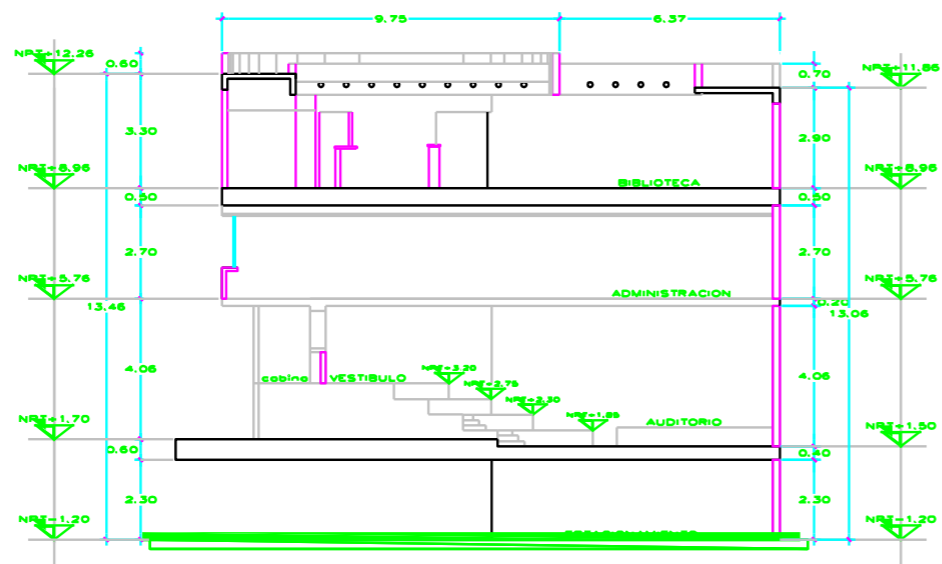 9.75 6.37
NPT+12.26 0.60 0.70 NPT+11.86
3.30 2.90
NPT+8.96 BIBLIOTECA NPT+8.96
0.50 0.50
2.70 2.70
NPT+5.76 ADMINISTRACION NPT+5.76
13.46 0.20
13.06
4.06 4.06
cabina VESTIBULO NPT+3.20
NPT+2.75
NPT+2.30
NPT+1.70 NPT+1.85 AUDITORIO NPT+1.50
0.60 0.40
2.30 2.30
NPT-1.20 NPT-1.20